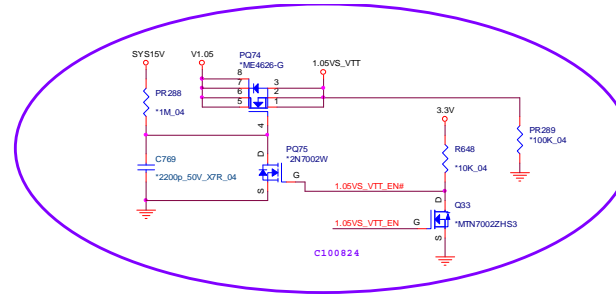 SYS15V
V1.05
PQ74
*ME4626-G
1.05VS_VTT
8
7
6
5
3
2
1
4
PR288
*1M_04
3.3V
PR289
*100K_04
R648
*10K_04
C769
*2200p_50V_X7R_04
D
PQ75
*2N7002W
G
S
1.05VS_VTT_EN#
D
Q33
1.05VS_VTT_EN
G
*MTN7002ZHS3
S
C100824